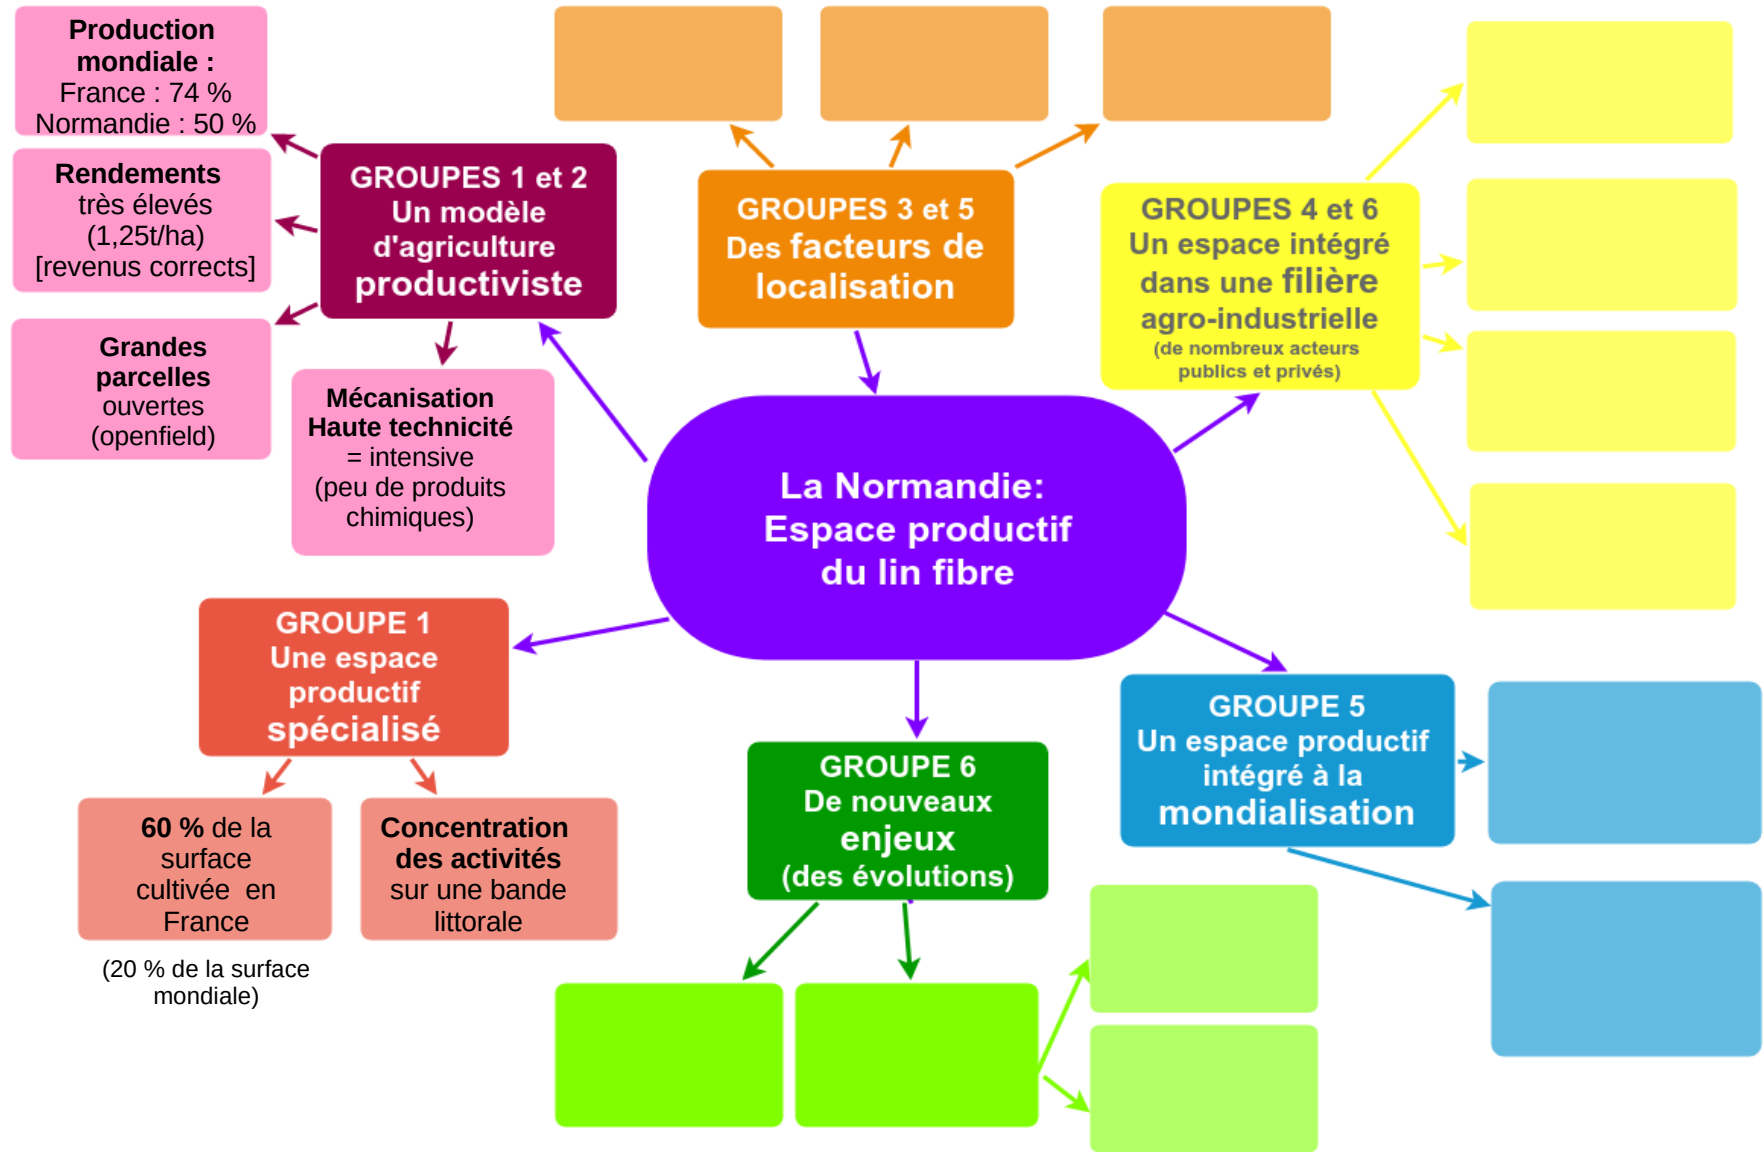 Production
mondiale :
France : 74 %
Normandie : 50 %
Rendements
très élevés
(1,25t/ha)
[revenus corrects]
Grandes
parcelles
ouvertes
(openfield)
GROUPES 1 et 2
Un modèle
d'agriculture
productiviste
Mécanisation
Haute technicité
= intensive
(peu de produits
chimiques)
GROUPES 3 et 5
Des facteurs de
localisation
GROUPES 4 et 6
Un espace intégré
dans une filière
agro-industrielle
(de nombreux acteurs
publics et privés)
La Normandie:
Espace productif
du lin fibre
GROUPE 1
Une espace
productif
spécialisé
60 % de la
surface
cultivée en
France
(20 % de la surface
mondiale)
Concentration
des activités
sur une bande
littorale
GROUPE 6
De nouveaux
enjeux
(des évolutions)
GROUPE 5
Un espace productif
intégré à la
mondialisation